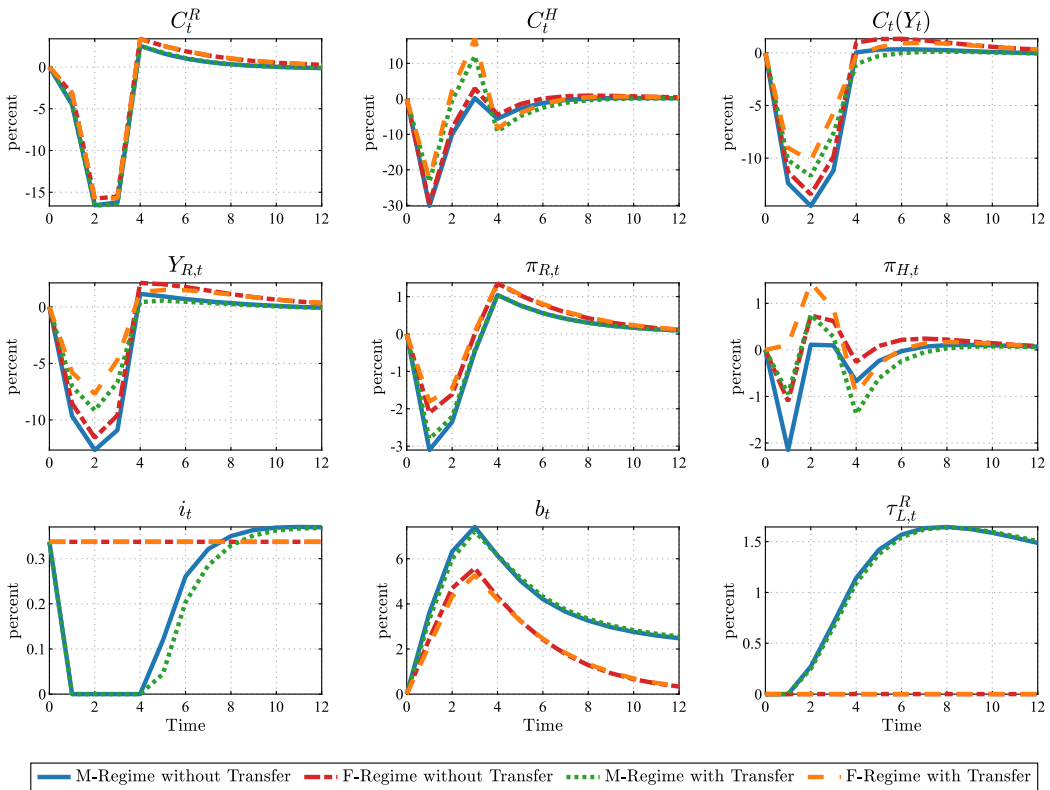 C_t^R C_t^H C_t(Y_t)
percent percent percent
0 -5 -10 -15
10 0 -10 -20 -30
0 -5 -10
0 2 4 6 8 10 12 0 2 4 6 8 10 12 0 2 4 6 8 10 12
Y_{R,t} π_{R,t} π_{H,t}
percent percent percent
0 -5 -10
1 0 -1 -2 -3
1 0 -1 -2
0 2 4 6 8 10 12 0 2 4 6 8 10 12 0 2 4 6 8 10 12
i_t b_t τ_{L,t}^R
percent percent percent
0.3 0.2 0.1 0
6 4 2 0
1.5 1 0.5 0
0 2 4 6 8 10 12 0 2 4 6 8 10 12 0 2 4 6 8 10 12
Time Time Time
M-Regime without Transfer F-Regime without Transfer M-Regime with Transfer F-Regime with Transfer